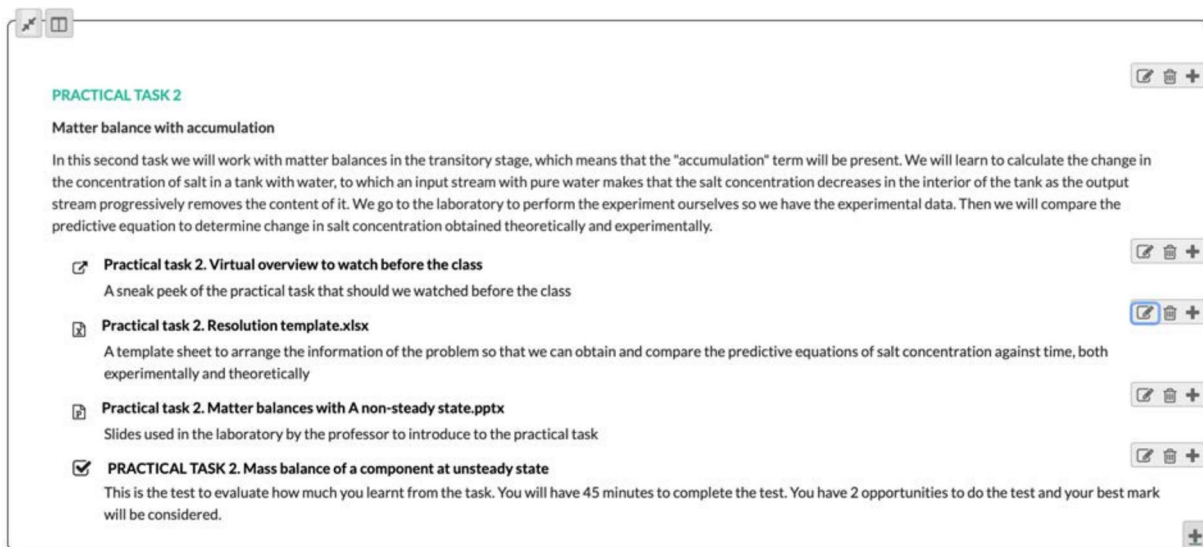 PRACTICAL TASK 2
Matter balance with accumulation
In this second task we will work with matter balances in the transitory stage, which means that the "accumulation" term will be present. We will learn to calculate the change in
the concentration of salt in a tank with water, to which an input stream with pure water makes that the salt concentration decreases in the interior of the tank as the output
stream progressively removes the content of it. We go to the laboratory to perform the experiment ourselves so we have the experimental data. Then we will compare the
predictive equation to determine change in salt concentration obtained theoretically and experimentally.
Practical task 2. Virtual overview to watch before the class
A sneak peek of the practical task that should we watched before the class
Practical task 2. Resolution template.xlsx
A template sheet to arrange the information of the problem so that we can obtain and compare the predictive equations of salt concentration against time, both
experimentally and theoretically
Practical task 2. Matter balances with A non-steady state.pptx
Slides used in the laboratory by the professor to introduce to the practical task
PRACTICAL TASK 2. Mass balance of a component at unsteady state
This is the test to evaluate how much you learnt from the task. You will have 45 minutes to complete the test. You have 2 opportunities to do the test and your best mark
will be considered.